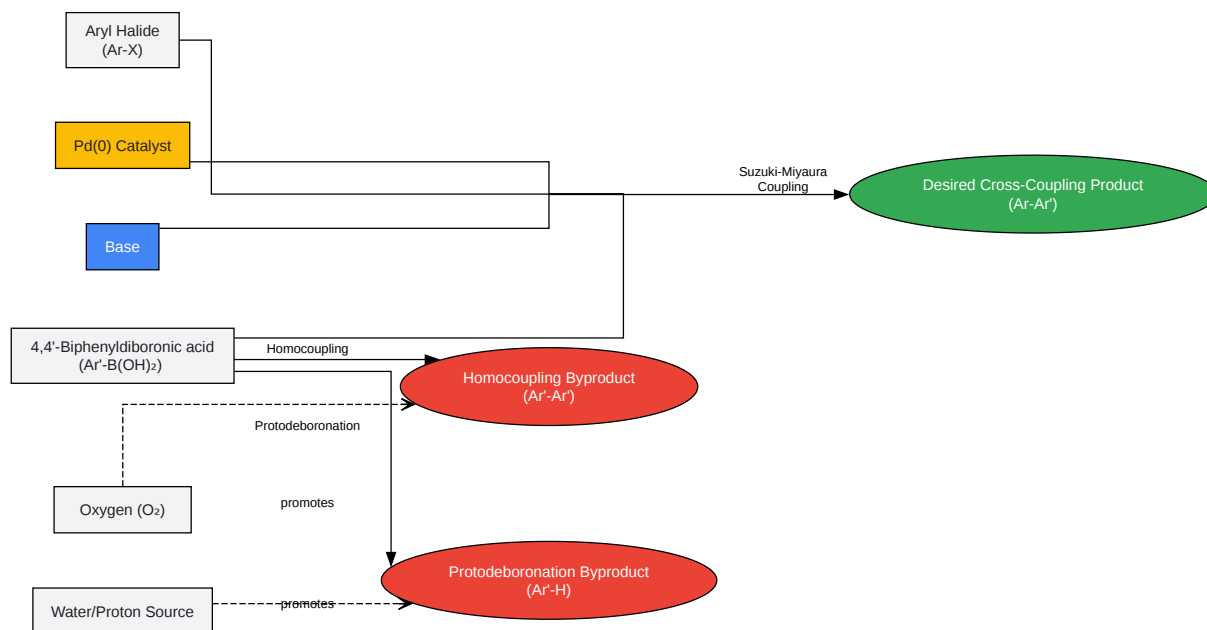 Aryl Halide
(Ar-X)
Pd(0) Catalyst
Suzuki-Miyaura
Coupling
Desired Cross-Coupling Product
(Ar-Ar')
Base
4,4'-Biphenyldiboronic acid
(Ar'-B(OH)₂)
Homocoupling
Homocoupling Byproduct
(Ar'-Ar')
Protodeboronation
Oxygen (O₂)
promotes
Protodeboronation Byproduct
(Ar'-H)
Water/Proton Source
promotes